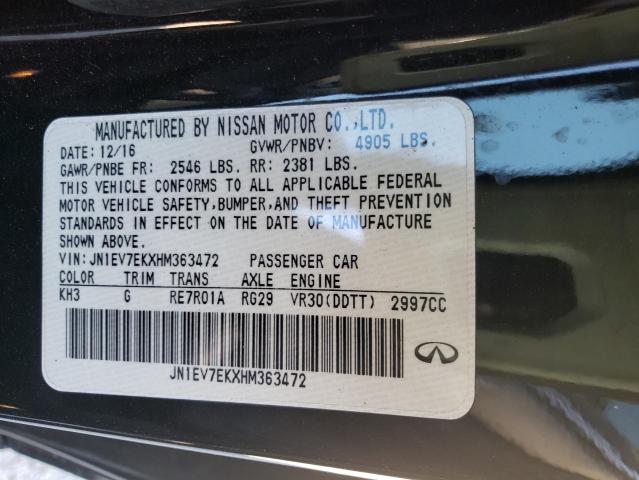 MANUFACTURED BY NISSAN MOTOR CO.,LTD.
DATE: 12/16 GVWR/PNBV: 4905 LBS.
GAWR/PNBE FR: 2546 LBS. RR: 2381 LBS.
THIS VEHICLE CONFORMS TO ALL APPLICABLE FEDERAL
MOTOR VEHICLE SAFETY,BUMPER,AND THEFT PREVENTION
STANDARDS IN EFFECT ON THE DATE OF MANUFACTURE
SHOWN ABOVE.
VIN:JN1EV7EKXHM363472 PASSENGER CAR
COLOR TRIM TRANS AXLE ENGINE
KH3 G RE7R01A RG29 VR30(DDTT) 2997CC
JN1EV7EKXHM363472